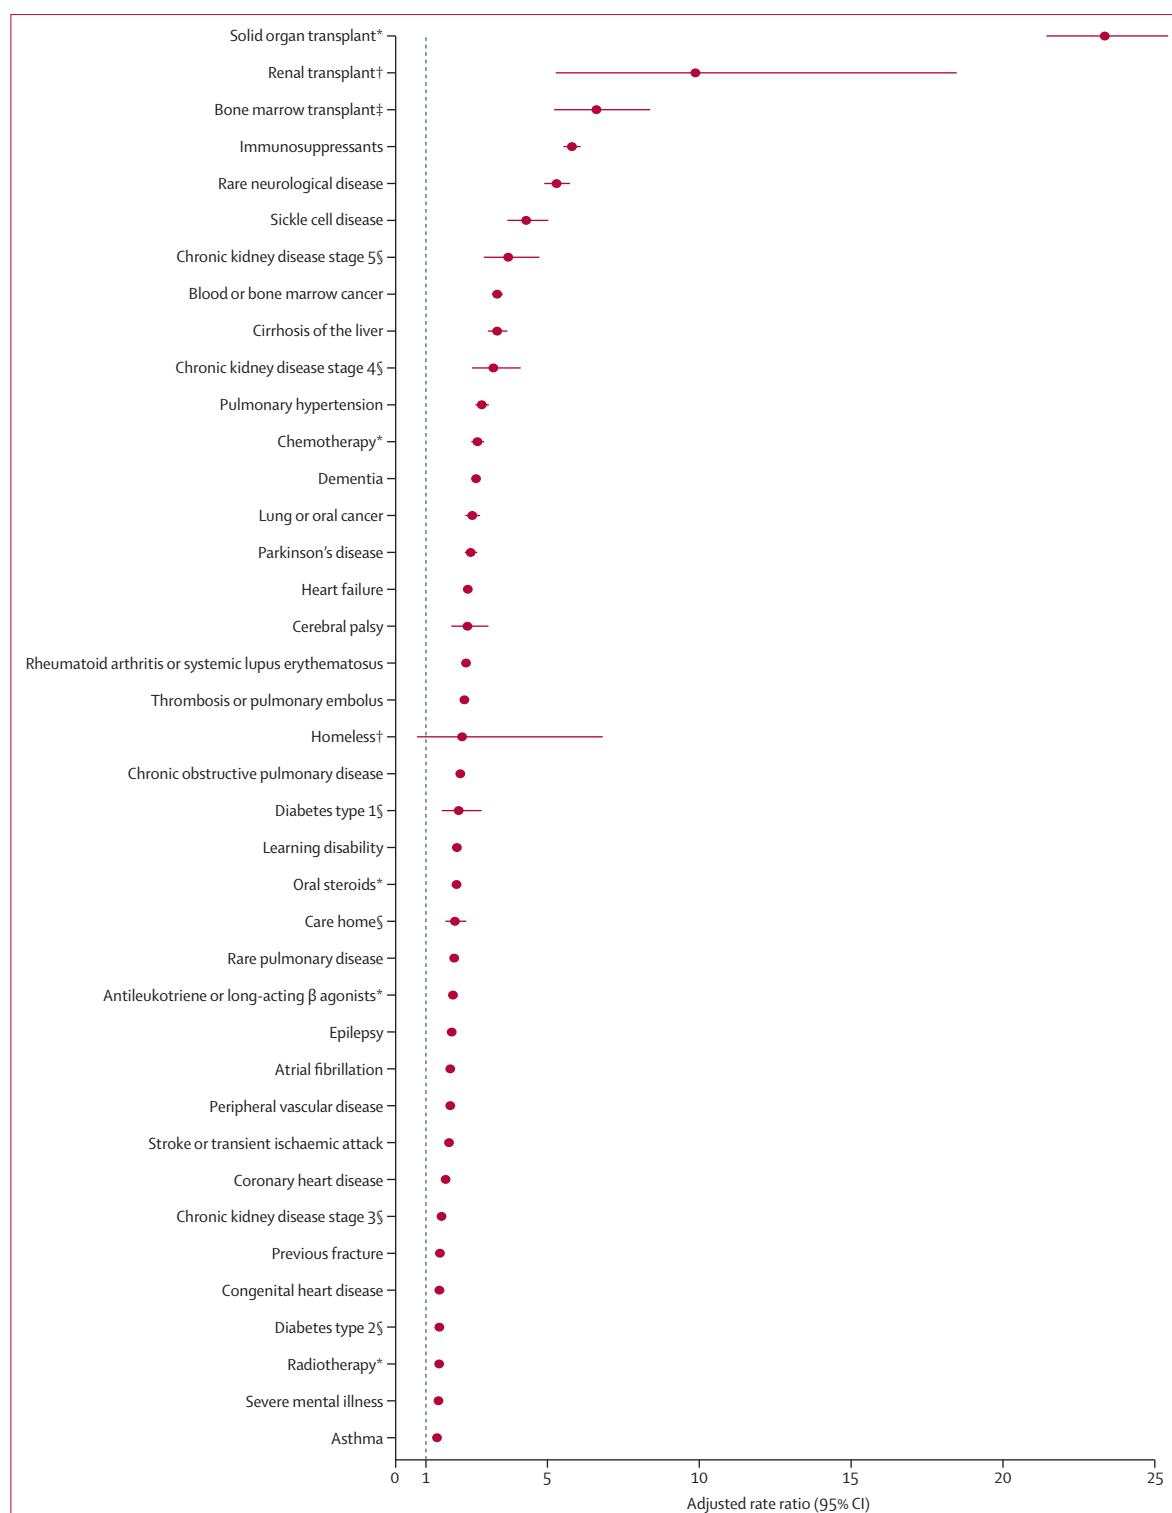 Solid organ transplant*
Renal transplant†
Bone marrow transplant‡
Immunosuppressants
Rare neurological disease
Sickle cell disease
Chronic kidney disease stage 5§
Blood or bone marrow cancer
Cirrhosis of the liver
Chronic kidney disease stage 4§
Pulmonary hypertension
Chemotherapy*
Dementia
Lung or oral cancer
Parkinson’s disease
Heart failure
Cerebral palsy
Rheumatoid arthritis or systemic lupus erythematosus
Thrombosis or pulmonary embolus
Homeless†
Chronic obstructive pulmonary disease
Diabetes type 1§
Learning disability
Oral steroids*
Care home§
Rare pulmonary disease
Antileukotriene or long-acting β agonists*
Epilepsy
Atrial fibrillation
Peripheral vascular disease
Stroke or transient ischaemic attack
Coronary heart disease
Chronic kidney disease stage 3§
Previous fracture
Congenital heart disease
Diabetes type 2§
Radiotherapy*
Severe mental illness
Asthma
0 1 5 10 15 20 25
Adjusted rate ratio (95% CI)